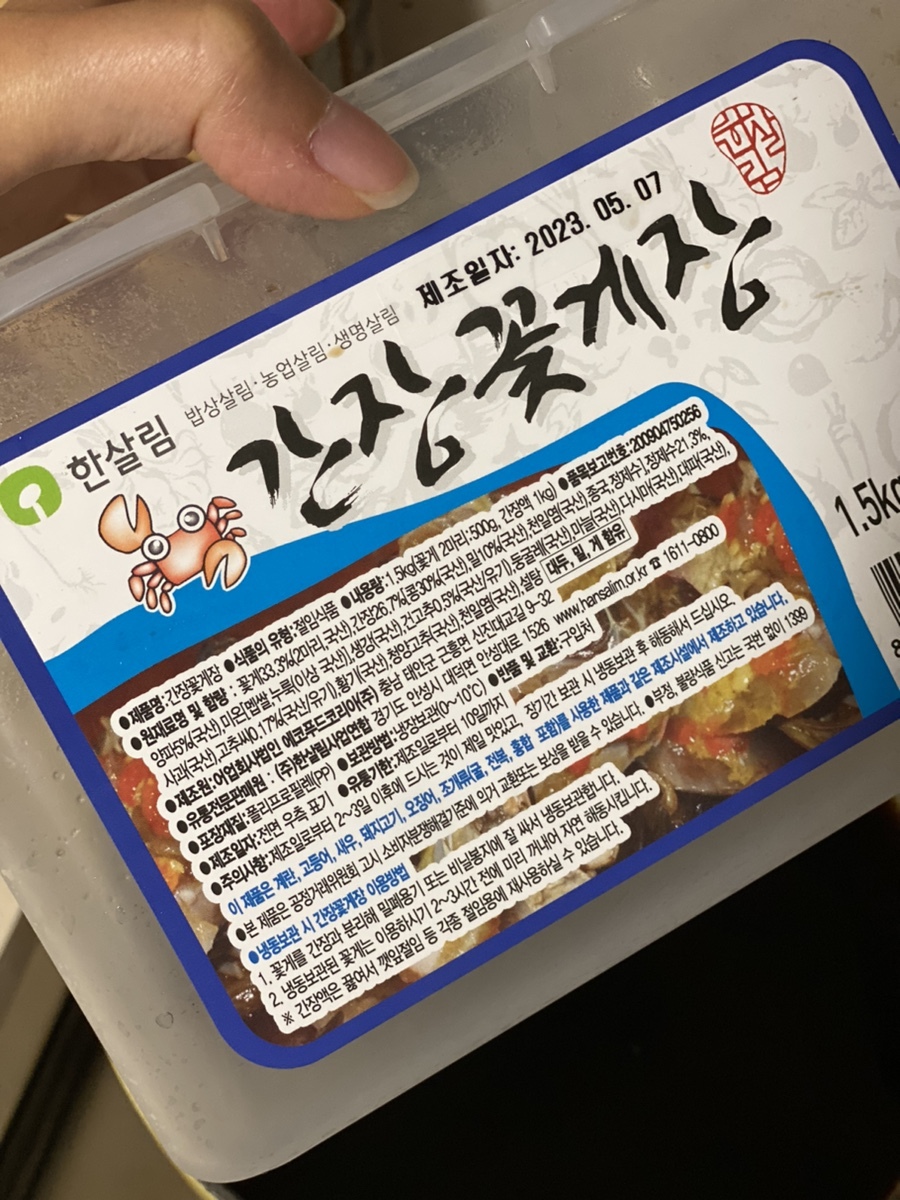 제조일자: 2023. 05. 07
한살림
밥상살림·농업살림·생명살림
간장꽃게장
1.5kg
8
●제품명:간장꽃게장 ●식품의 유형:절임식품 ●내용량:1.5kg(꽃게 2마리:500g, 간장액 1kg) ●품목보고번호:200904750256
●원재료명 및 함량 : 꽃게33.3%(2마리, 국산),간장26.7%[콩30%(국산),밀10%(국산),천일염(국산),종국,정제수],정제수21.3%,
양파5%(국산),미르[멥쌀,누룩(이상 국산)],생강(국산),건고추0.5%(국산/유기),둥굴레(국산),마늘(국산),다시마(국산),대파(국산),
사과(국산),고추씨0.17%(국산/유기),황기(국산),청양고추(국산),천일염(국산),설탕 대두, 밀, 게 함유
●제조원:어업회사법인 에코푸드코리아(주) 충남 태안군 근흥면 신진대교길 9-32
●유통전문판매원 : (주)한살림사업연합 경기도 안성시 대덕면 안성대로 1526 www.hansalim.or.kr ☎ 1611-0800
●포장재질:폴리프로필렌(PP) ●보관방법:냉장보관(0~10℃) ●반품 및 교환:구입처
●제조일자:전면 우측 표기 ●유통기한:제조일로부터 10일까지
●주의사항:제조일로부터 2~3일 이후에 드시는 것이 제일 맛있고, 장기간 보관 시 냉동보관 후 해동해서 드십시오.
이 제품은 계란, 고등어, 새우, 돼지고기, 오징어, 조개류(굴, 전복, 홍합 포함)를 사용한 제품과 같은 제조시설에서 제조하고 있습니다.
●본 제품은 공정거래위원회 고시 소비자분쟁해결기준에 의거 교환또는 보상을 받을 수 있습니다. ●부정, 불량식품 신고는 국번 없이 1399
●냉동보관 시 간장꽃게장 이용방법
1. 꽃게를 간장과 분리해 밀폐용기 또는 비닐봉지에 잘 싸서 냉동보관합니다.
2. 냉동보관된 꽃게는 이용하시기 2~3시간 전에 미리 꺼내어 자연 해동시킵니다.
※ 간장액은 끓여서 깻잎절임 등 각종 절임용에 재사용하실 수 있습니다.